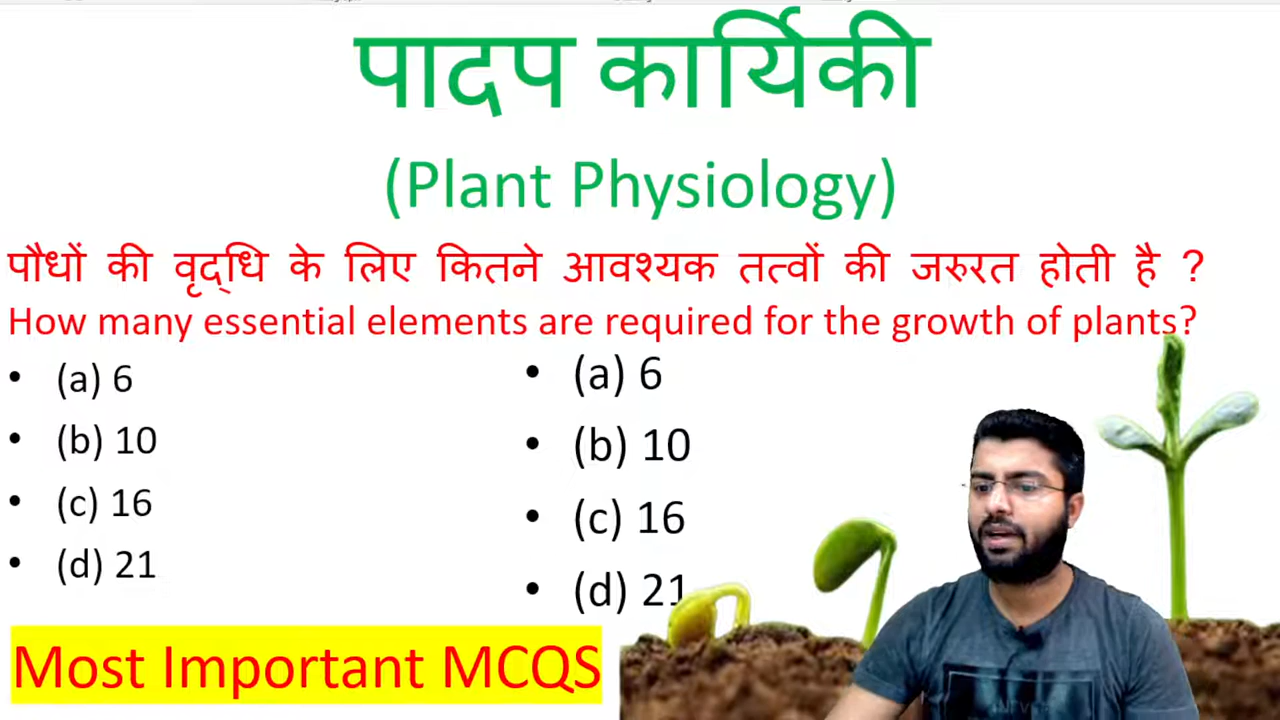 पादप कार्यिकी
(Plant Physiology)
पौधों की वृद्‌धि के लिए कितने आवश्यक तत्वों की जरुरत होती है ?
How many essential elements are required for the growth of plants?
• (a) 6
• (b) 10
• (c) 16
• (d) 21
• (a) 6
• (b) 10
• (c) 16
• (d) 21
Most Important MCQS